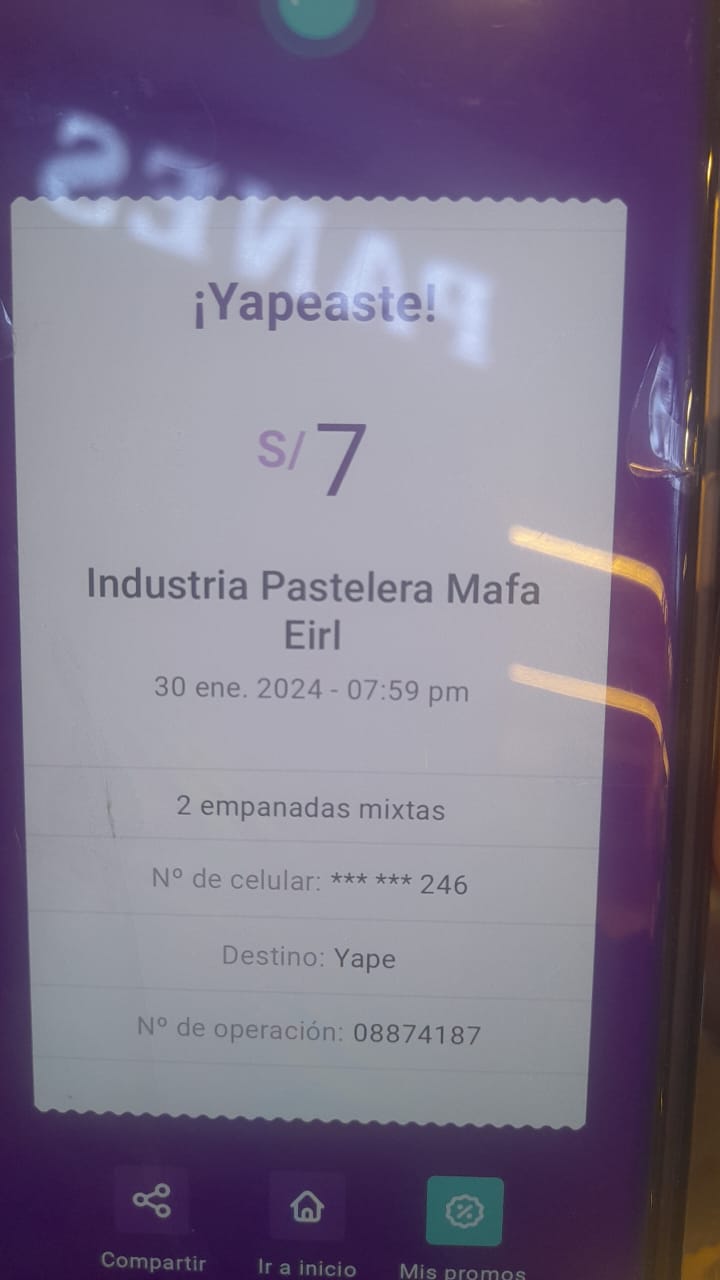 PANES
¡Yapeaste!
S/7
Industria Pastelera Mafa
Eirl
30 ene. 2024 - 07:59 pm
2 empanadas mixtas
Nº de celular: *** *** 246
Destino: Yape
Nº de operación: 08874187
Compartir Ir a inicio Mis promos